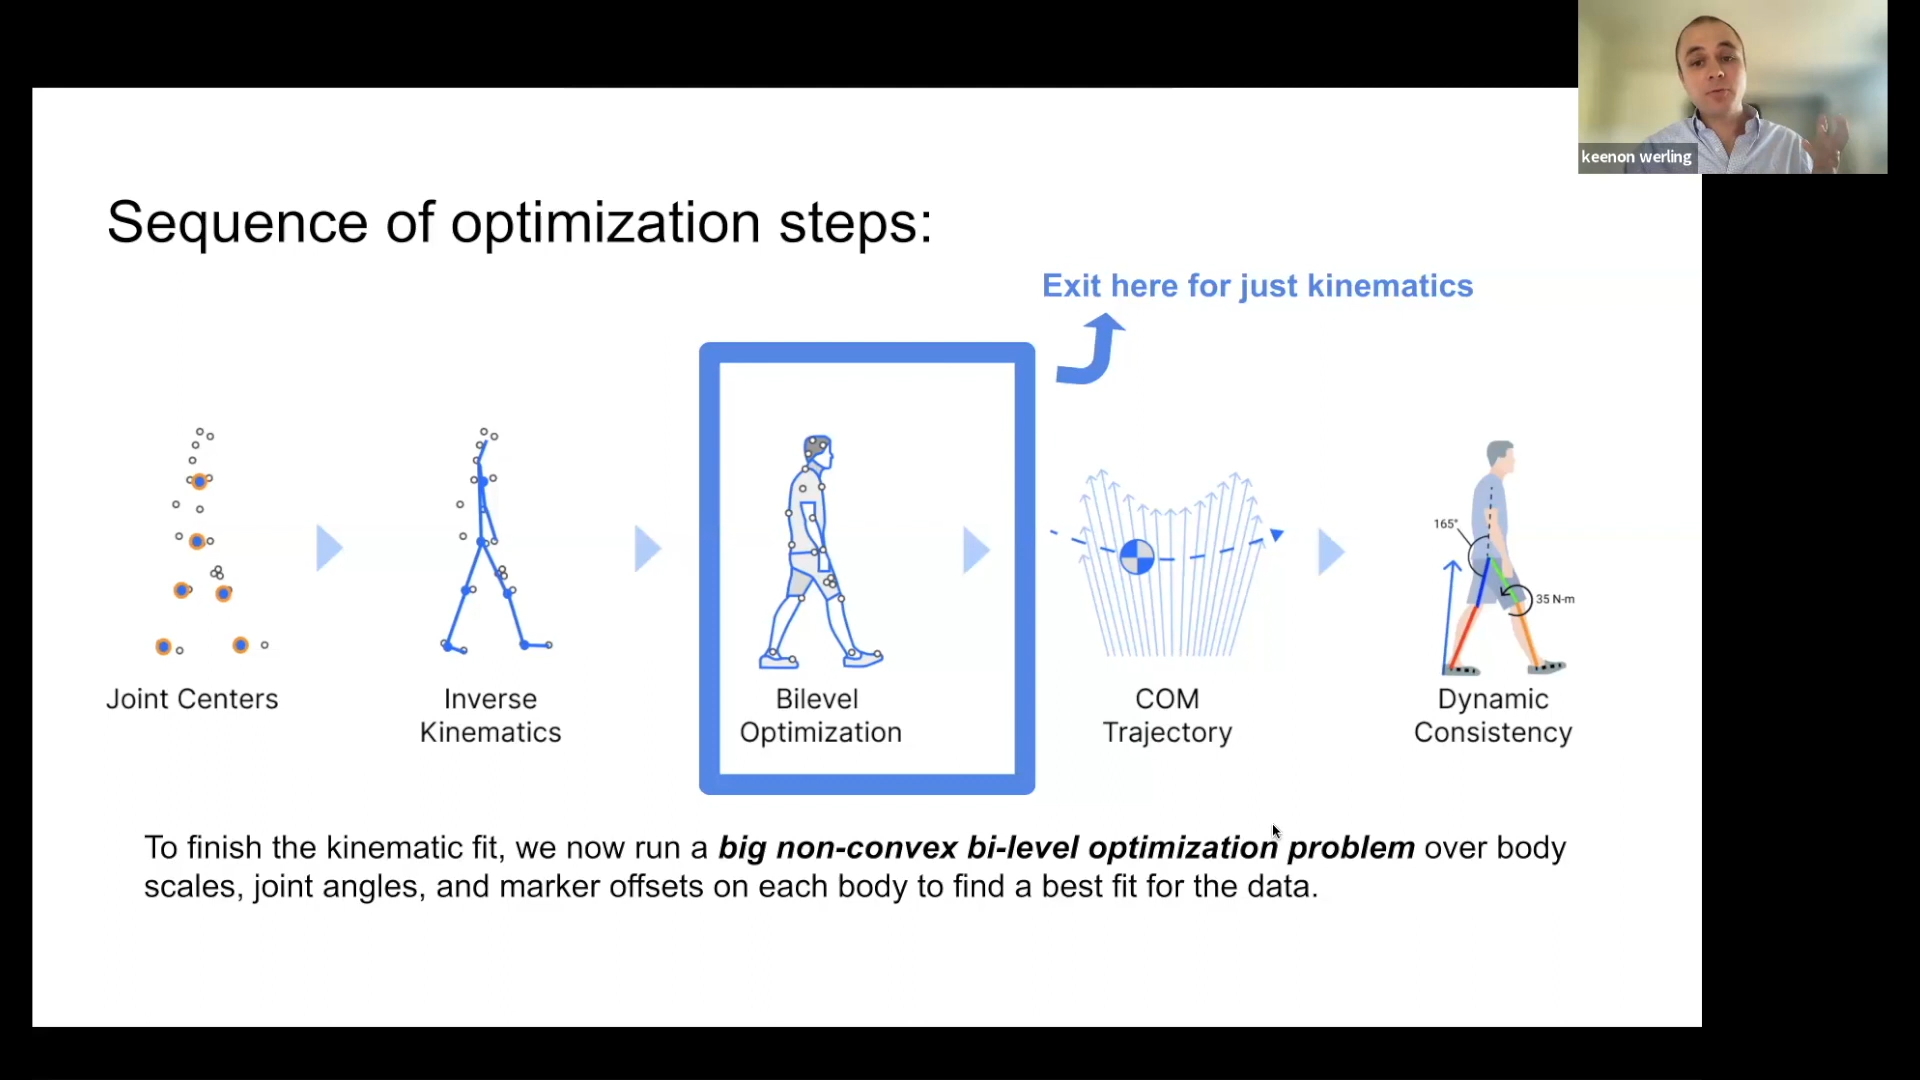 keenon werling
Sequence of optimization steps:
Exit here for just kinematics
165°
35 N-m
Joint Centers
Inverse
Kinematics
Bilevel
Optimization
COM
Trajectory
Dynamic
Consistency
To finish the kinematic fit, we now run a big non-convex bi-level optimization problem over body
scales, joint angles, and marker offsets on each body to find a best fit for the data.